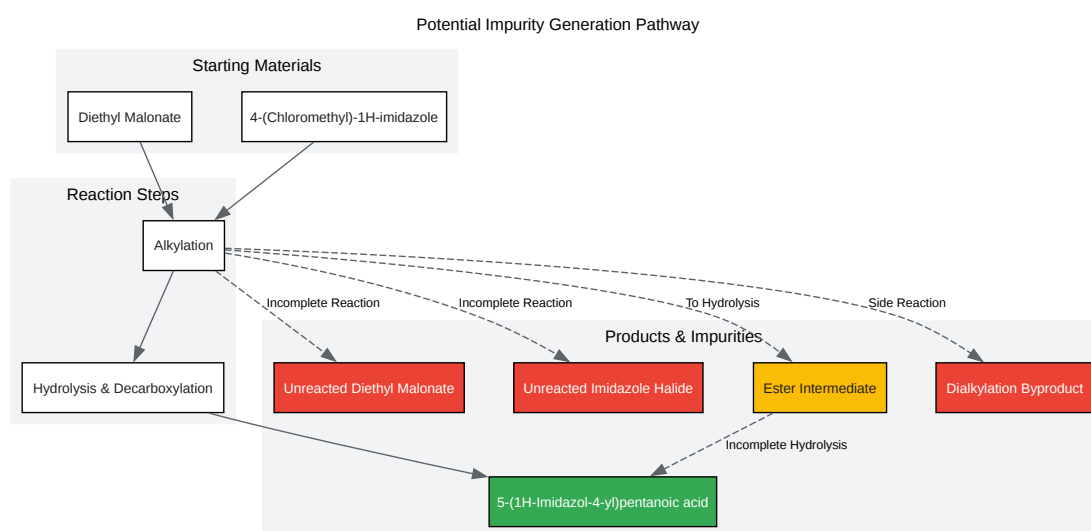 Potential Impurity Generation Pathway
Starting Materials
Diethyl Malonate
4-(Chloromethyl)-1H-imidazole
Reaction Steps
Alkylation
Incomplete Reaction
Incomplete Reaction
To Hydrolysis
Side Reaction
Products & Impurities
Hydrolysis & Decarboxylation
Unreacted Diethyl Malonate
Unreacted Imidazole Halide
Ester Intermediate
Dialkylation Byproduct
Incomplete Hydrolysis
5-(1H-Imidazol-4-yl)pentanoic acid